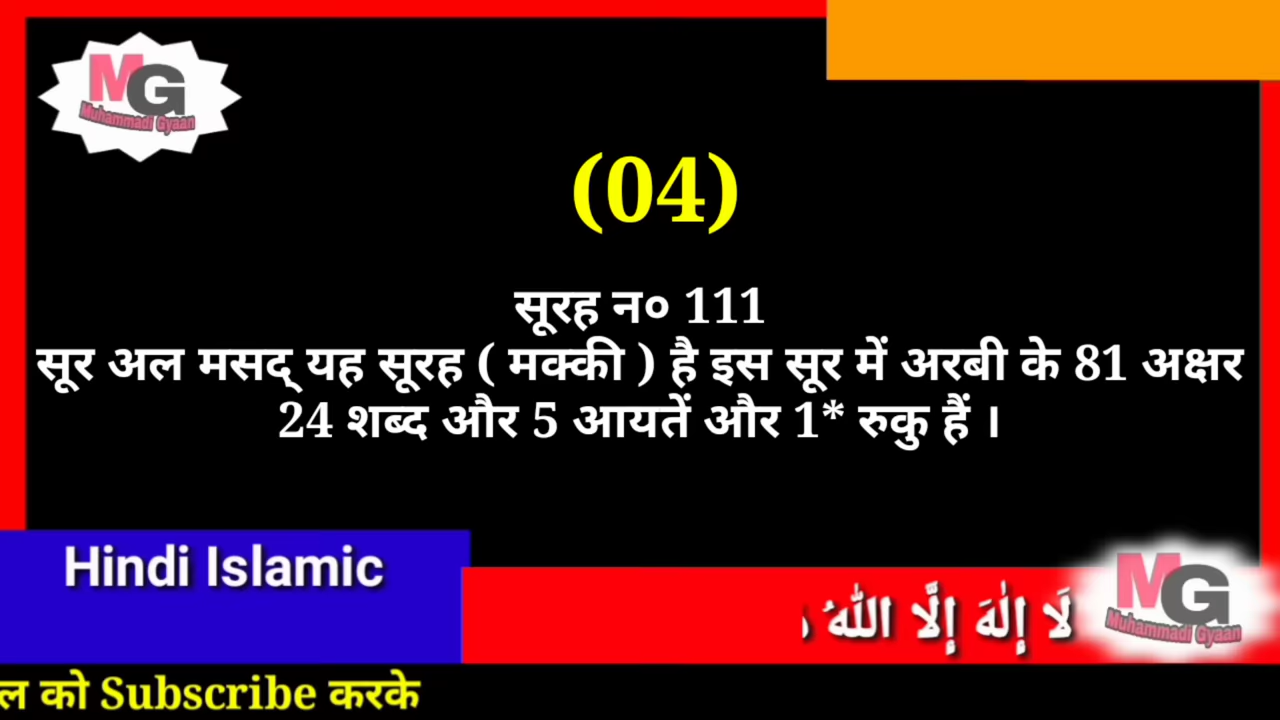 MG
Muhammadi Gyaan
(04)
सूरह न० 111
सूर अल मसद् यह सूरह ( मक्की ) है इस सूर में अरबी के 81 अक्षर
24 शब्द और 5 आयतें और 1* रुकु हैं ।
Hindi Islamic
لَا إِلٰهَ إِلَّا اللّٰهُ
MG
Muhammadi Gyaan
ल को Subscribe करके